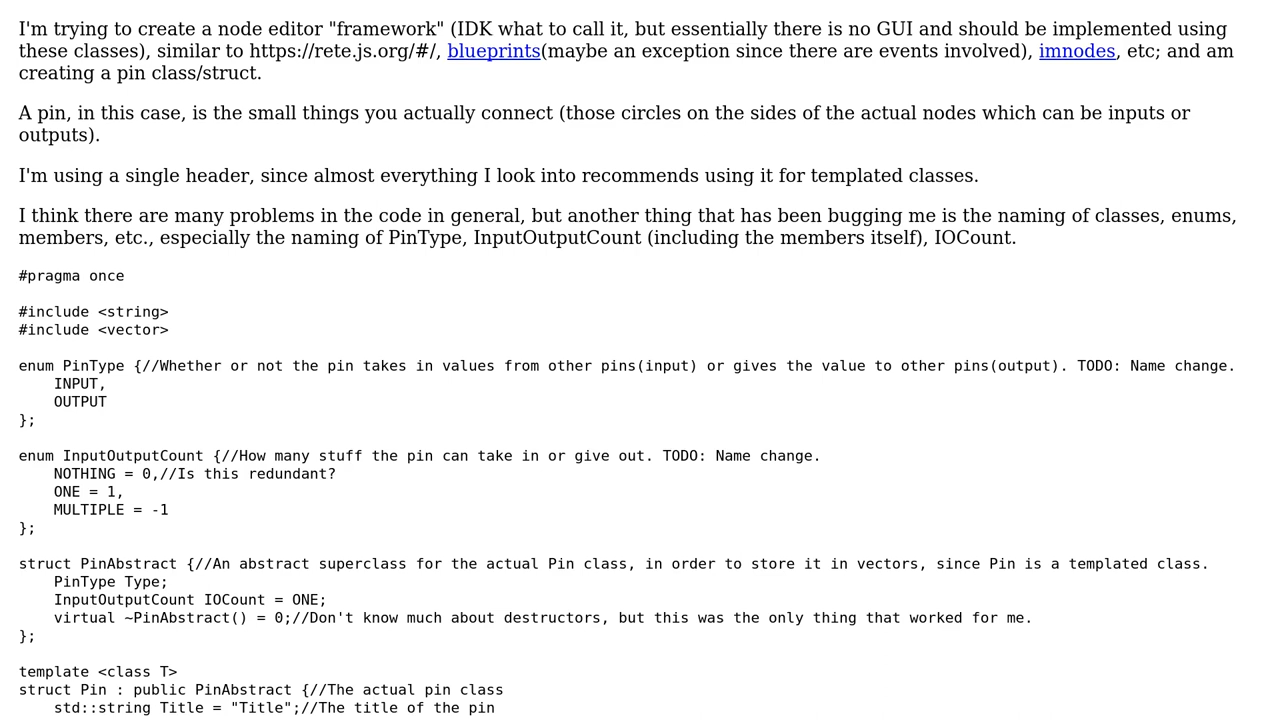 I'm trying to create a node editor "framework" (IDK what to call it, but essentially there is no GUI and should be implemented using
these classes), similar to https://rete.js.org/#/, blueprints(maybe an exception since there are events involved), imnodes, etc; and am
creating a pin class/struct.
A pin, in this case, is the small things you actually connect (those circles on the sides of the actual nodes which can be inputs or
outputs).
I'm using a single header, since almost everything I look into recommends using it for templated classes.
I think there are many problems in the code in general, but another thing that has been bugging me is the naming of classes, enums,
members, etc., especially the naming of PinType, InputOutputCount (including the members itself), IOCount.
#pragma once
#include <string>
#include <vector>
enum PinType {//Whether or not the pin takes in values from other pins(input) or gives the value to other pins(output). TODO: Name change.
    INPUT,
    OUTPUT
};
enum InputOutputCount {//How many stuff the pin can take in or give out. TODO: Name change.
    NOTHING = 0,//Is this redundant?
    ONE = 1,
    MULTIPLE = -1
};
struct PinAbstract {//An abstract superclass for the actual Pin class, in order to store it in vectors, since Pin is a templated class.
    PinType Type;
    InputOutputCount IOCount = ONE;
    virtual ~PinAbstract() = 0;//Don't know much about destructors, but this was the only thing that worked for me.
};
template <class T>
struct Pin : public PinAbstract {//The actual pin class
    std::string Title = "Title";//The title of the pin